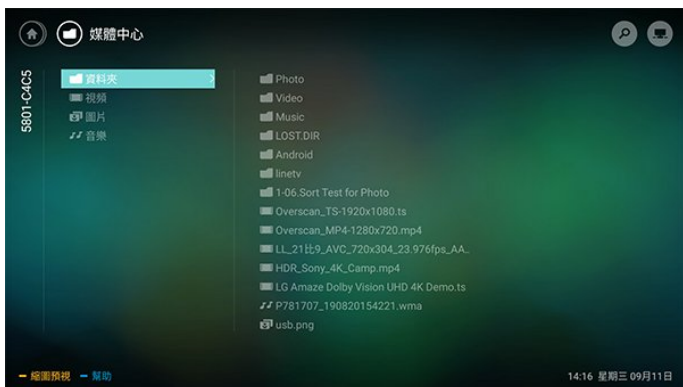 媒體中心
5801-C4C5
資料夾
視頻
圖片
音樂
Photo
Video
Music
LOST.DIR
Android
linetv
1-06.Sort Test for Photo
Overscan_TS-1920x1080.ts
Overscan_MP4-1280x720.mp4
LL_21比9_AVC_720x304_23.976fps_AA..
HDR_Sony_4K_Camp.mp4
LG Amaze Dolby Vision UHD 4K Demo.ts
P781707_190820154221.wma
usb.png
縮圖預視 幫助
14:16 星期三 09月11日